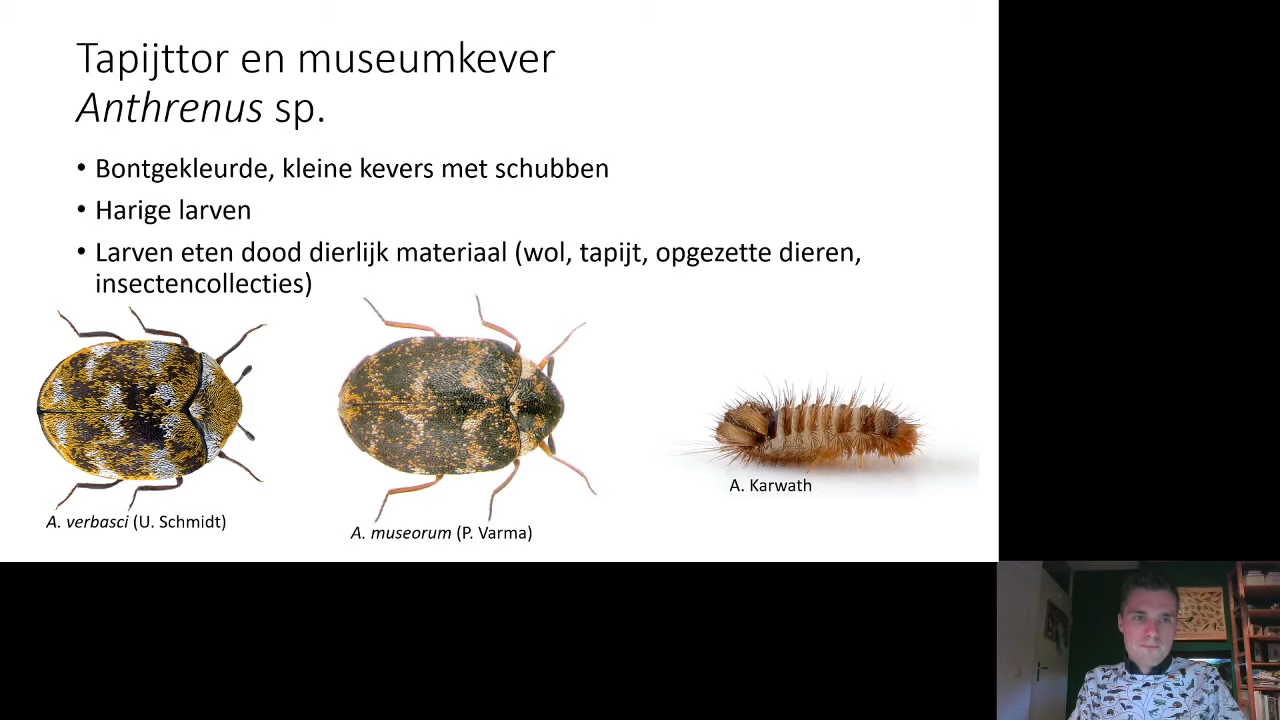 Tapijttor en museumkever
Anthrenus sp.
• Bontgekleurde, kleine kevers met schubben
• Harige larven
• Larven eten dood dierlijk materiaal (wol, tapijt, opgezette dieren,
insectencollecties)
A. verbasci (U. Schmidt)
A. museorum (P. Varma)
A. Karwath